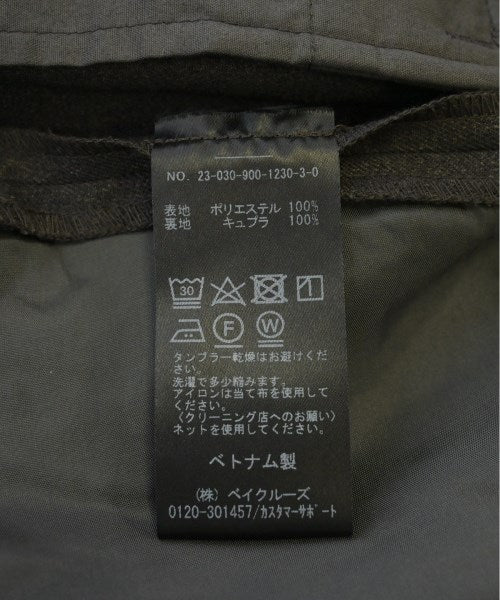 NO. 23-030-900-1230-3-0
表地 ポリエステル 100%
裏地 キュプラ 100%
30
F W
タンブラー乾燥はお避けくだ
さい。
洗濯で多少縮みます。
アイロンは当て布を使用してく
ださい。
〈クリーニング店へのお願い〉
ネットを使用してください。
ベトナム製
(株) ベイクルーズ
0120-301457/カスタマーサポート